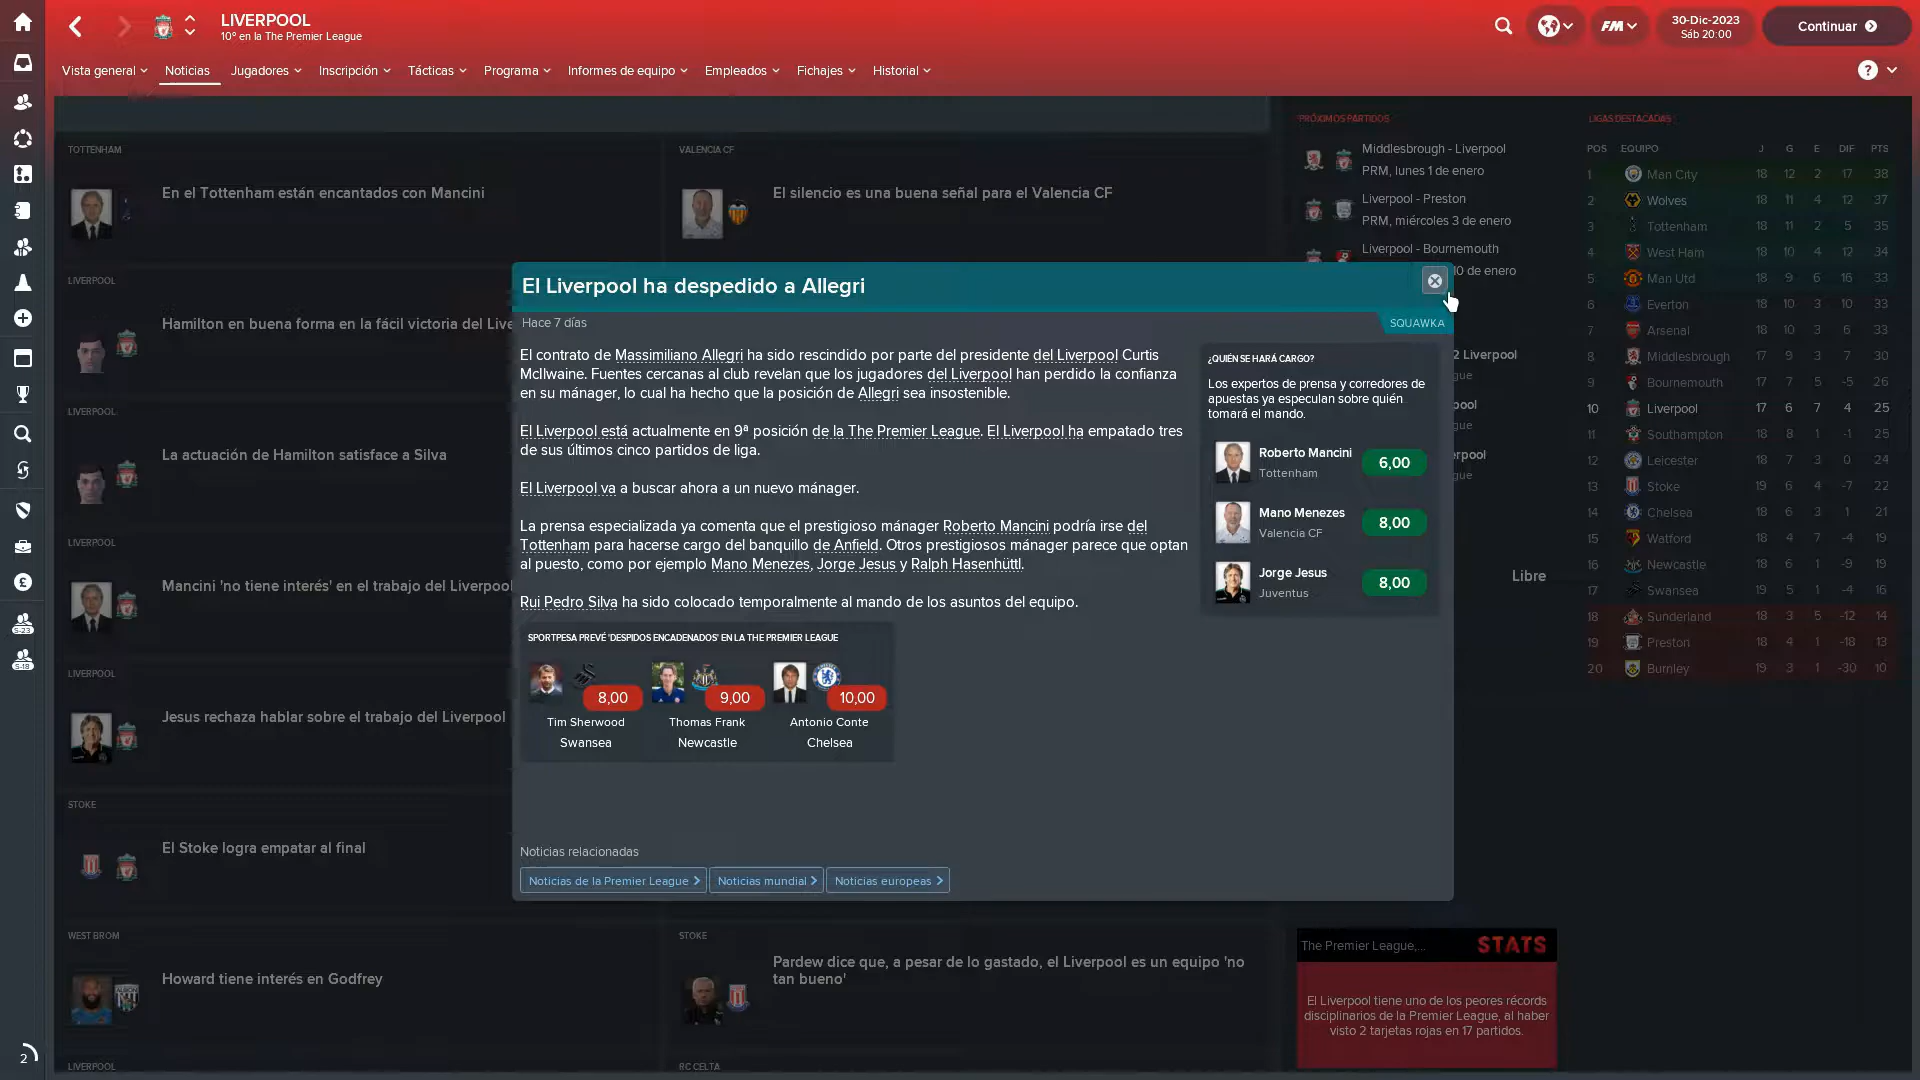 LIVERPOOL
10º en la The Premier League
FM
30-Dic-2023
Sáb 20:00
Continuar
Vista general
Noticias
Jugadores
Inscripción
Tácticas
Programa
Informes de equipo
Empleados
Fichajes
Historial
?
TOTTENHAM
En el Tottenham están encantados con Mancini
VALENCIA CF
El silencio es una buena señal para el Valencia CF
LIVERPOOL
Hamilton en buena forma en la fácil victoria del Live
LIVERPOOL
La actuación de Hamilton satisface a Silva
LIVERPOOL
Mancini 'no tiene interés' en el trabajo del Liverpool
LIVERPOOL
Jesus rechaza hablar sobre el trabajo del Liverpool
STOKE
El Stoke logra empatar al final
WEST BROM
Howard tiene interés en Godfrey
STOKE
Pardew dice que, a pesar de lo gastado, el Liverpool es un equipo 'no
tan bueno'
LIVERPOOL
RC CELTA
El Liverpool ha despedido a Allegri
Hace 7 días
SQUAWKA
El contrato de Massimiliano Allegri ha sido rescindido por parte del presidente del Liverpool Curtis
McIlwaine. Fuentes cercanas al club revelan que los jugadores del Liverpool han perdido la confianza
en su mánager, lo cual ha hecho que la posición de Allegri sea insostenible.
El Liverpool está actualmente en 9ª posición de la The Premier League. El Liverpool ha empatado tres
de sus últimos cinco partidos de liga.
El Liverpool va a buscar ahora a un nuevo mánager.
La prensa especializada ya comenta que el prestigioso mánager Roberto Mancini podría irse del
Tottenham para hacerse cargo del banquillo de Anfield. Otros prestigiosos mánager parece que optan
al puesto, como por ejemplo Mano Menezes, Jorge Jesus y Ralph Hasenhüttl.
Rui Pedro Silva ha sido colocado temporalmente al mando de los asuntos del equipo.
¿QUIÉN SE HARÁ CARGO?
Los expertos de prensa y corredores de
apuestas ya especulan sobre quién
tomará el mando.
Roberto Mancini
Tottenham
6,00
Mano Menezes
Valencia CF
8,00
Jorge Jesus
Juventus
8,00
SPORTPESA PREVÉ 'DESPIDOS ENCADENADOS' EN LA THE PREMIER LEAGUE
8,00
Tim Sherwood
Swansea
9,00
Thomas Frank
Newcastle
10,00
Antonio Conte
Chelsea
Noticias relacionadas
Noticias de la Premier League
Noticias mundial
Noticias europeas
PRÓXIMOS PARTIDOS
Middlesbrough - Liverpool
PRM, lunes 1 de enero
Liverpool - Preston
PRM, miércoles 3 de enero
Liverpool - Bournemouth
10 de enero
2 Liverpool
gue
pool
gue
erpool
gue
Libre
LIGAS DESTACADAS
POS EQUIPO J G E DIF PTS
1 Man City 18 12 2 17 38
2 Wolves 18 11 4 12 37
3 Tottenham 18 11 2 5 35
4 West Ham 18 10 4 12 34
5 Man Utd 18 9 6 16 33
6 Everton 18 10 3 10 33
7 Arsenal 18 10 3 6 33
8 Middlesbrough 17 9 3 7 30
9 Bournemouth 17 7 5 -5 26
10 Liverpool 17 6 7 4 25
11 Southampton 18 8 1 -1 25
12 Leicester 18 7 3 0 24
13 Stoke 19 6 4 -7 22
14 Chelsea 18 6 3 1 21
15 Watford 18 7 4 -4 19
16 Newcastle 18 6 1 -9 19
17 Swansea 19 5 1 -4 16
18 Sunderland 18 3 5 -12 14
19 Preston 18 4 1 -18 13
20 Burnley 19 3 1 -30 10
The Premier League,...
STATS
El Liverpool tiene uno de los peores récords
disciplinarios de la Premier League, al haber
visto 2 tarjetas rojas en 17 partidos.
S-23
S-18
2